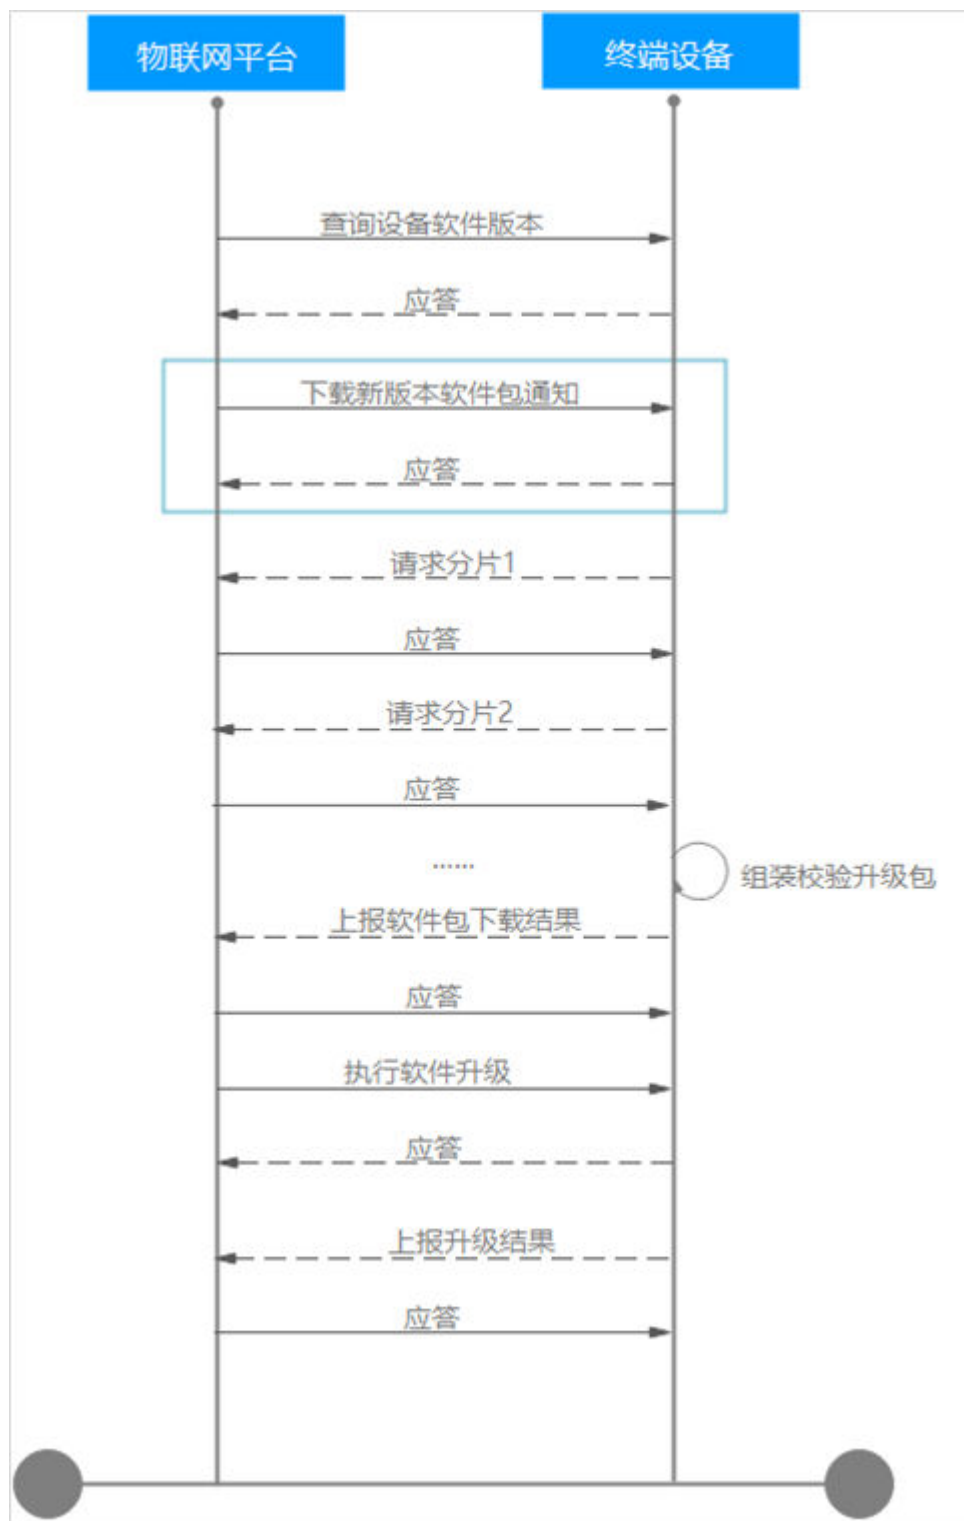 物联网平台
终端设备
查询设备软件版本
应答
下载新版本软件包通知
应答
请求分片1
应答
请求分片2
应答
......
组装校验升级包
上报软件包下载结果
应答
执行软件升级
应答
上报升级结果
应答